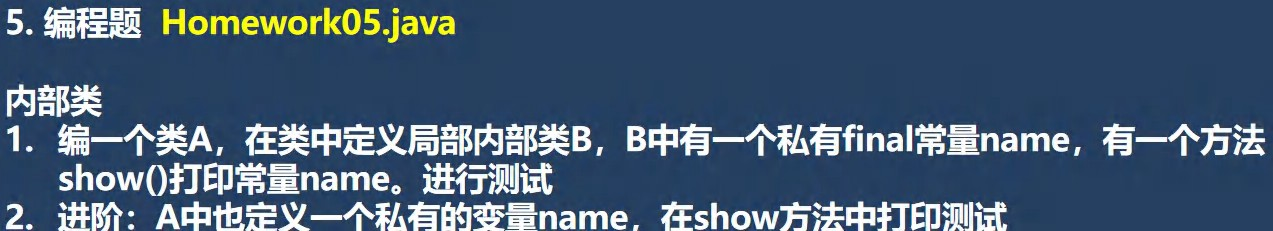 5. 编程题 Homework05.java
内部类
1. 编一个类A，在类中定义局部内部类B，B中有一个私有final常量name，有一个方法
show()打印常量name。进行测试
2. 进阶：A中也定义一个私有的变量name，在show方法中打印测试